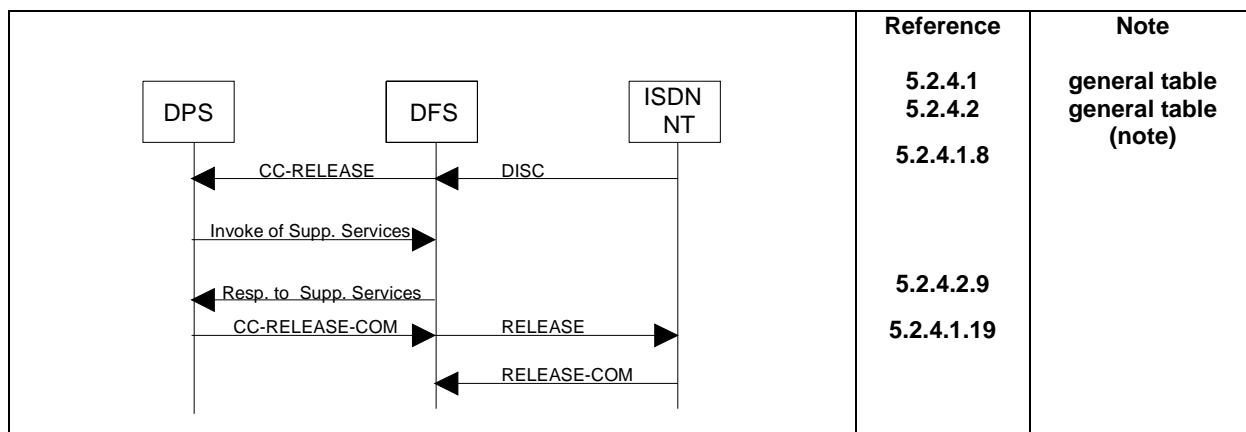 Reference Note
5.2.4.1 general table
5.2.4.2 general table
(note)
DPS DFS ISDN
NT
5.2.4.1.8
CC-RELEASE DISC
Invoke of Supp. Services
5.2.4.2.9
Resp. to Supp. Services
CC-RELEASE-COM RELEASE
5.2.4.1.19
RELEASE-COM